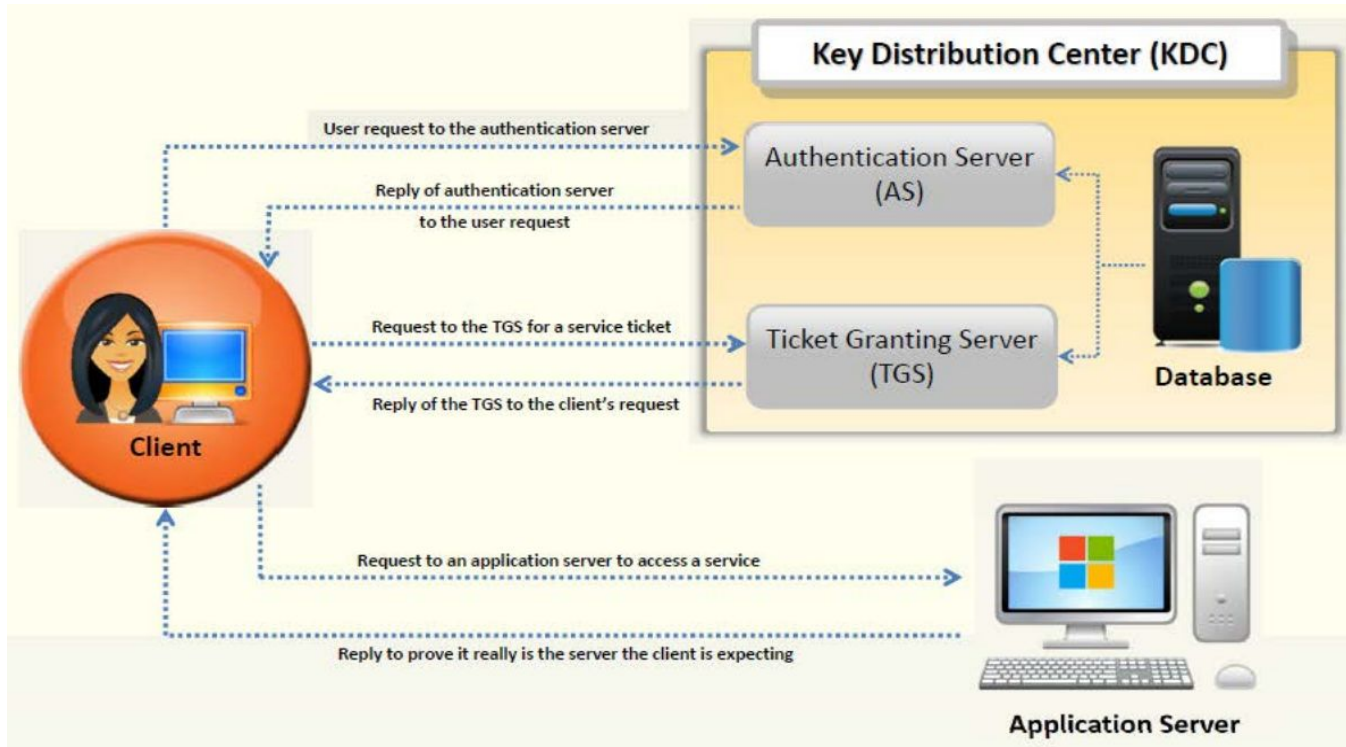 Key Distribution Center (KDC)
User request to the authentication server
Authentication Server
(AS)
Reply of authentication server
to the user request
Request to the TGS for a service ticket
Ticket Granting Server
(TGS)
Reply of the TGS to the client’s request
Database
Client
Request to an application server to access a service
Reply to prove it really is the server the client is expecting
Application Server